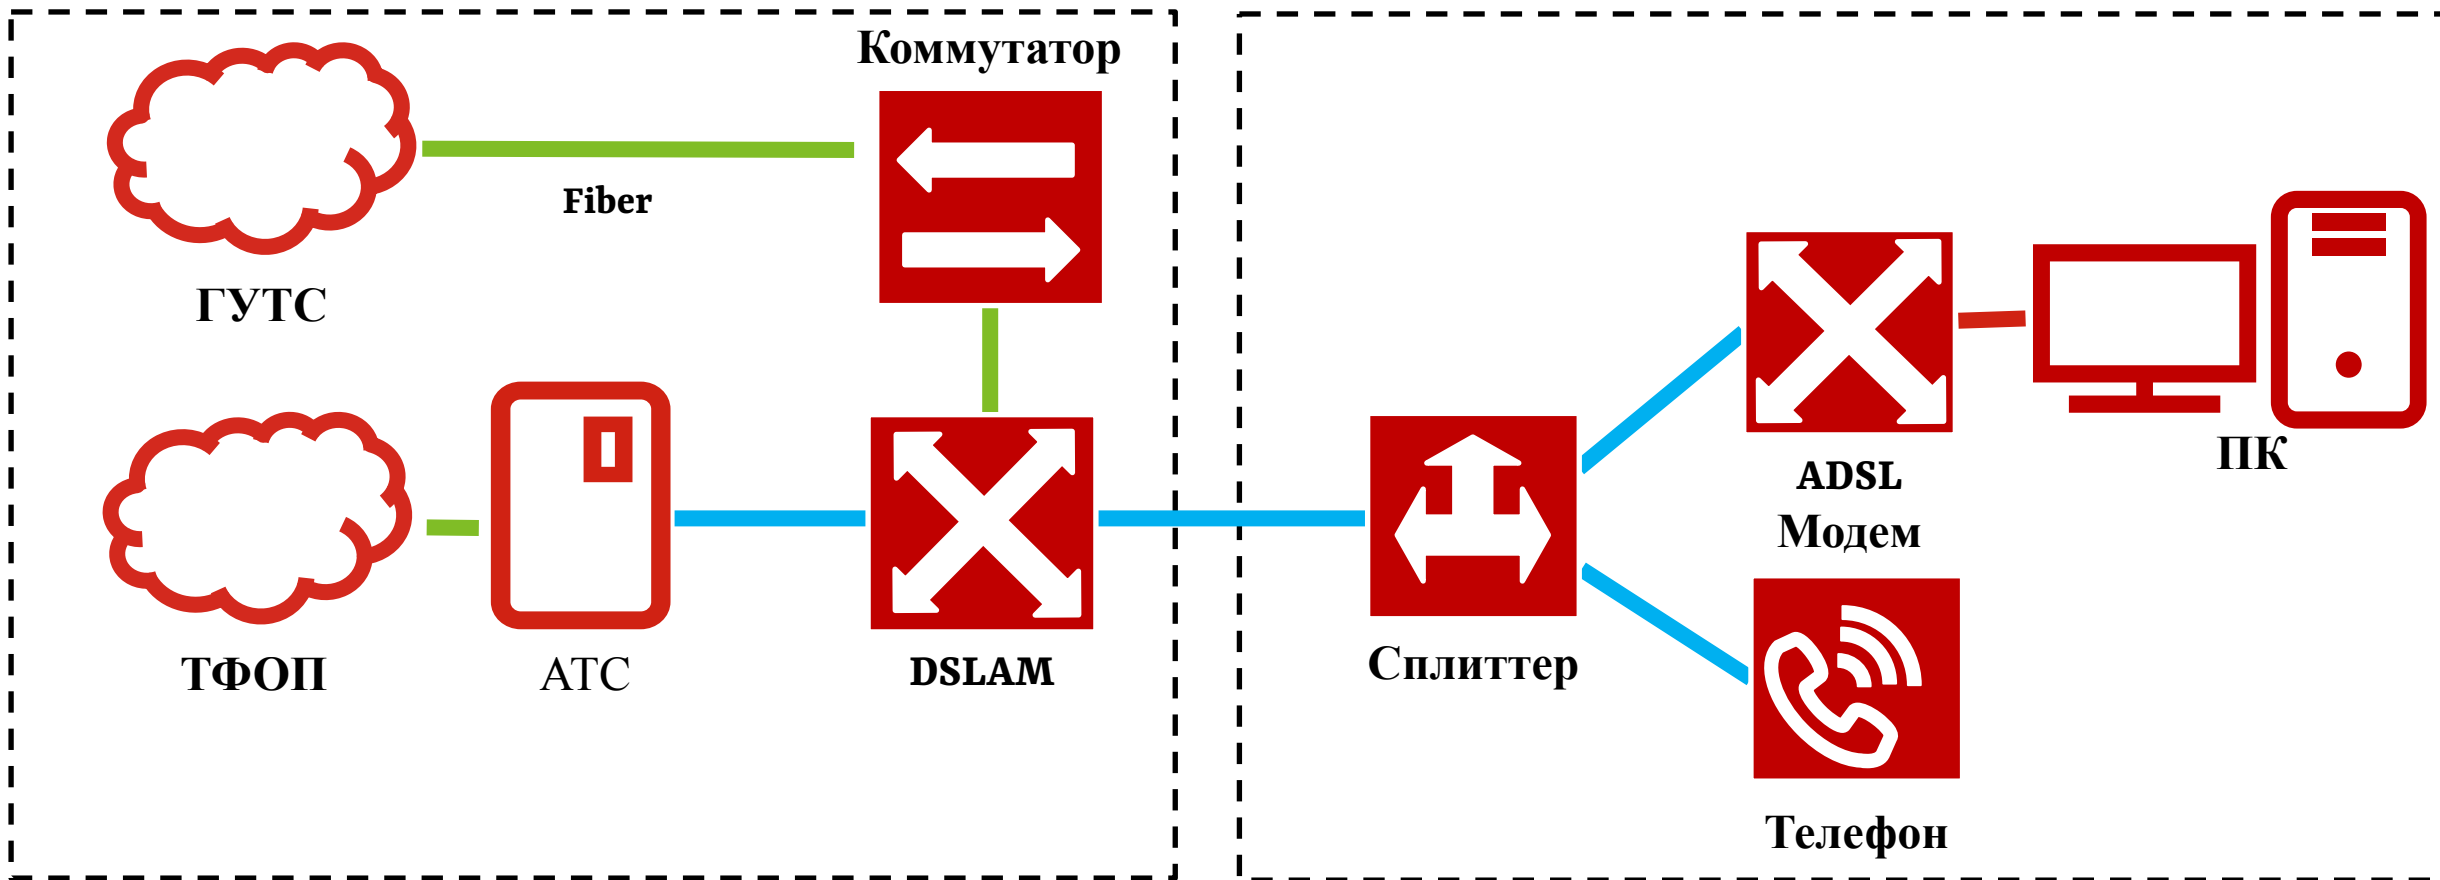 Коммутатор
Fiber
ГУТС
ADSL
Модем
ПК
ТФОП
АТС
DSLAM
Сплиттер
Телефон